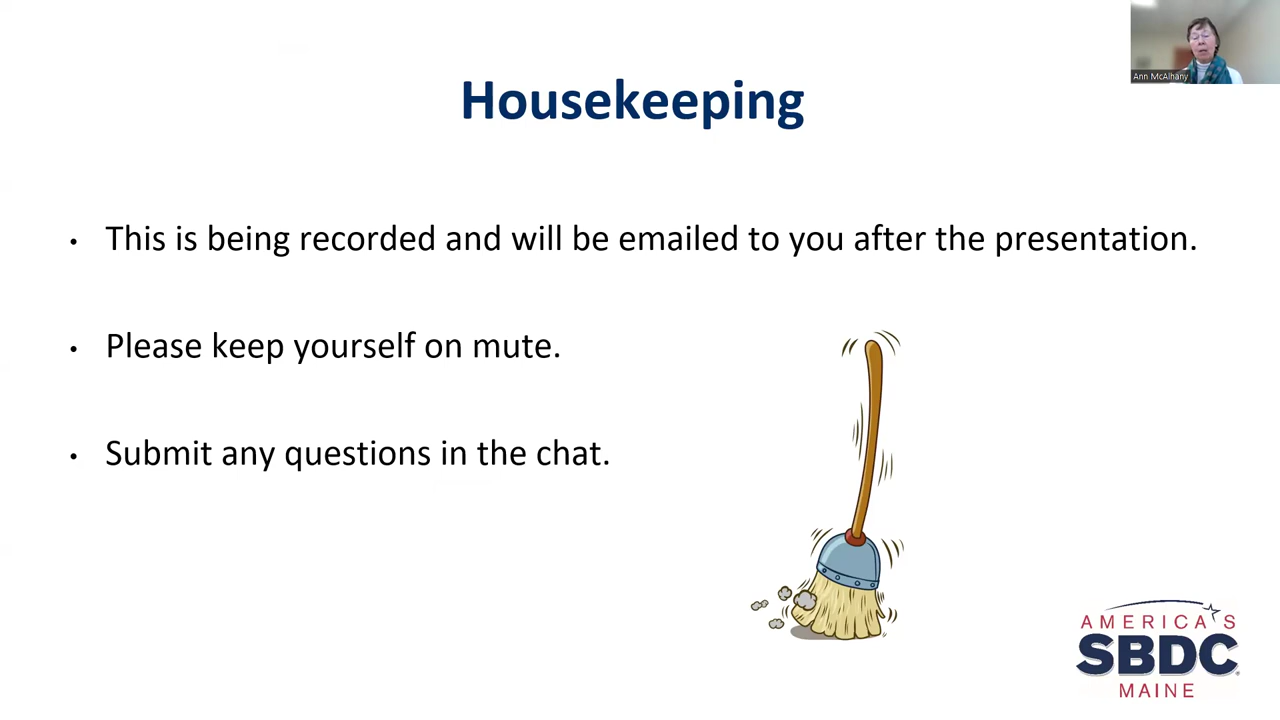 Ann McAlhany
Housekeeping
• This is being recorded and will be emailed to you after the presentation.
• Please keep yourself on mute.
• Submit any questions in the chat.
AMERICA'S
SBDC®
MAINE